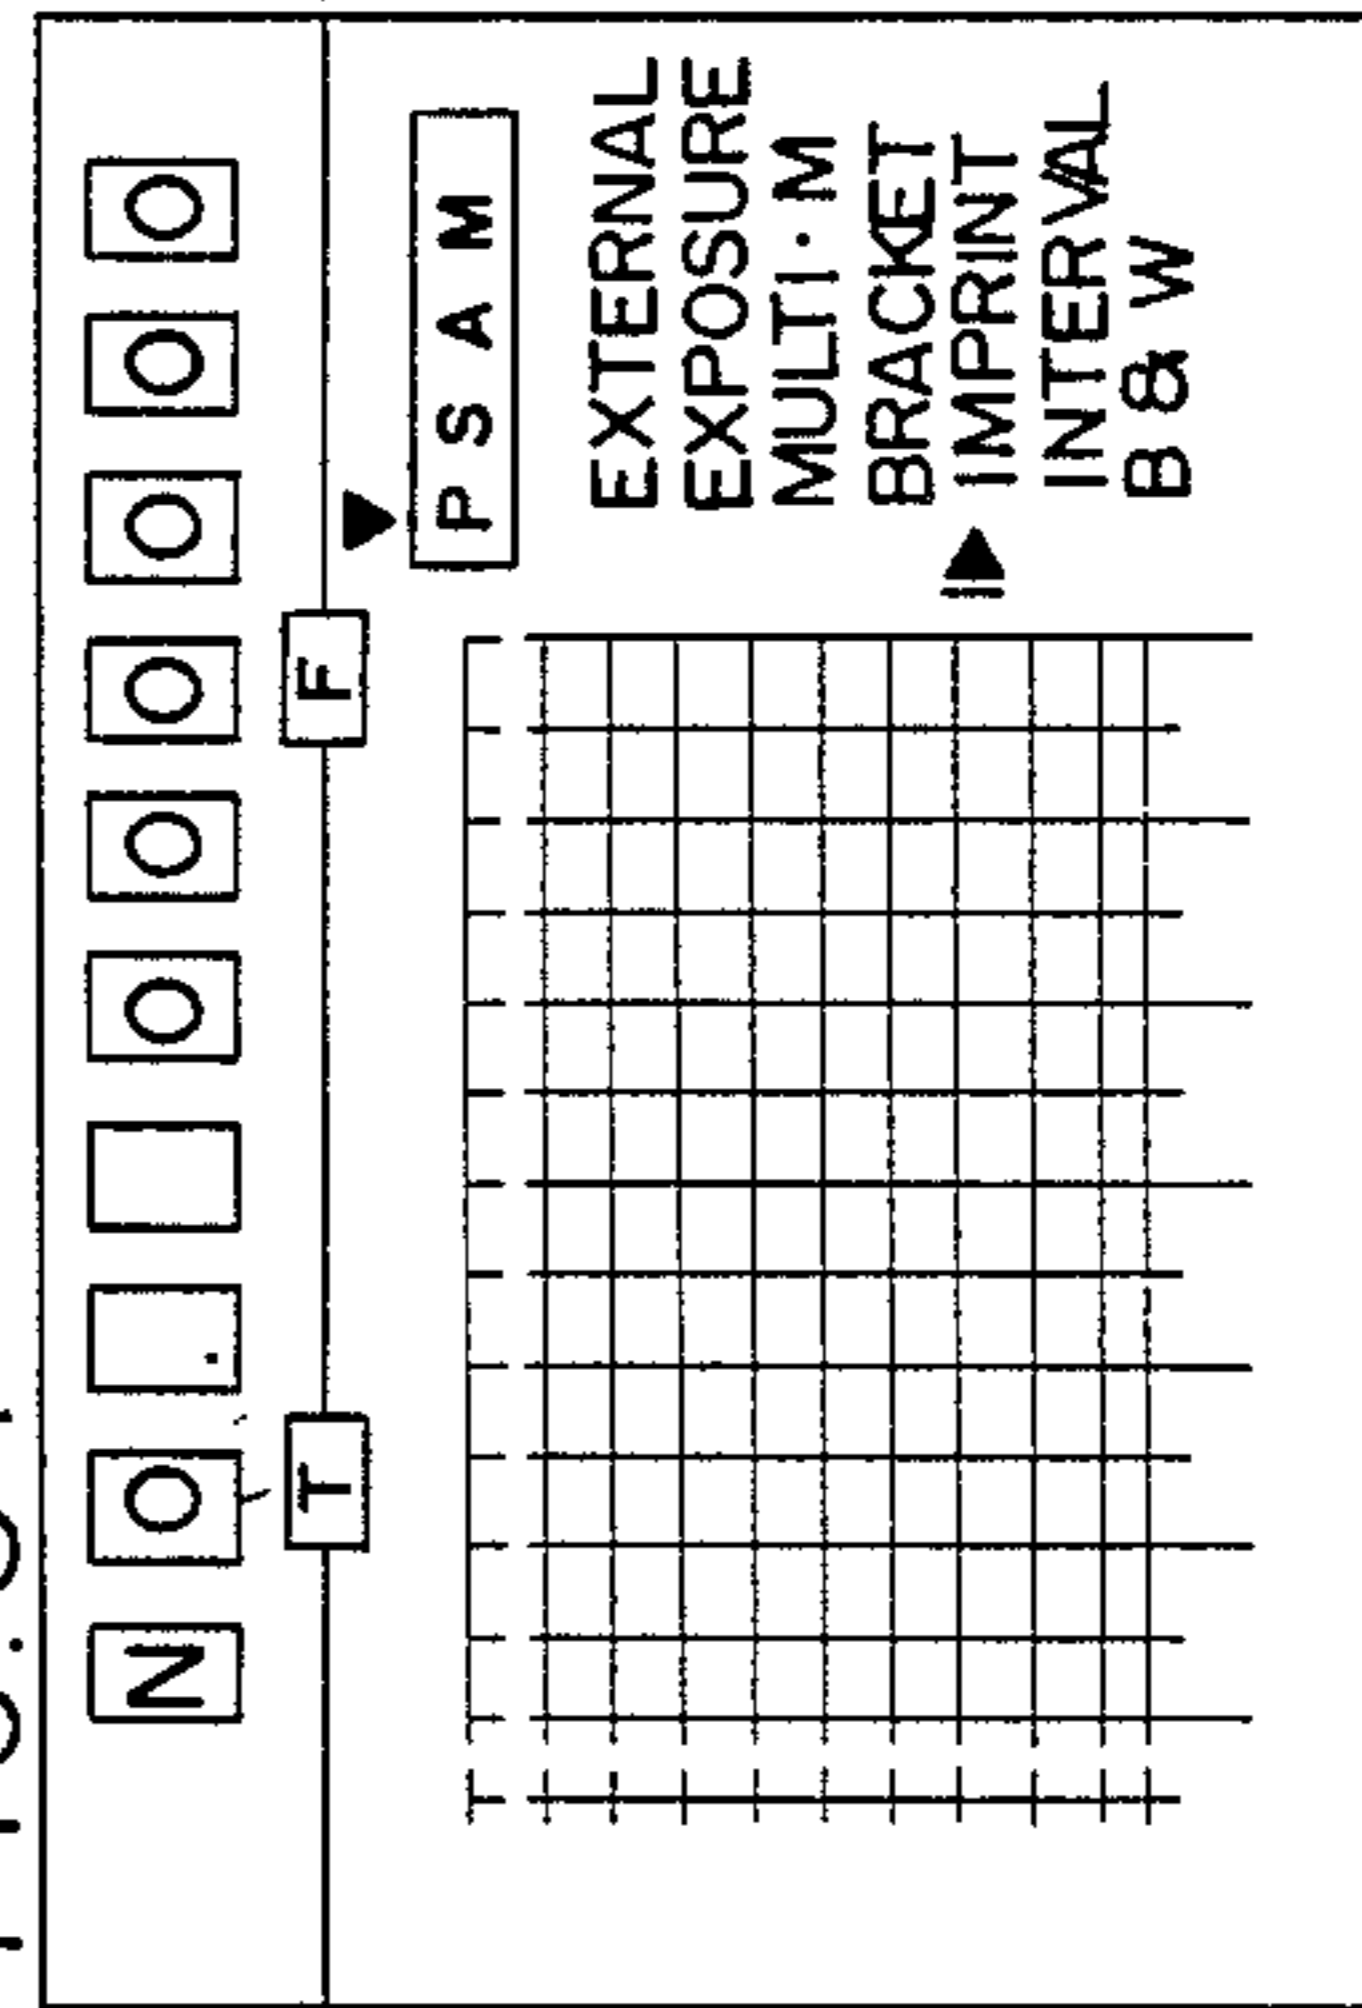 N O O O O O O O
T F
P S A M
EXTERNAL
EXPOSURE
MULTI·M
BRACKET
IMPRINT
INTERVAL
B & W